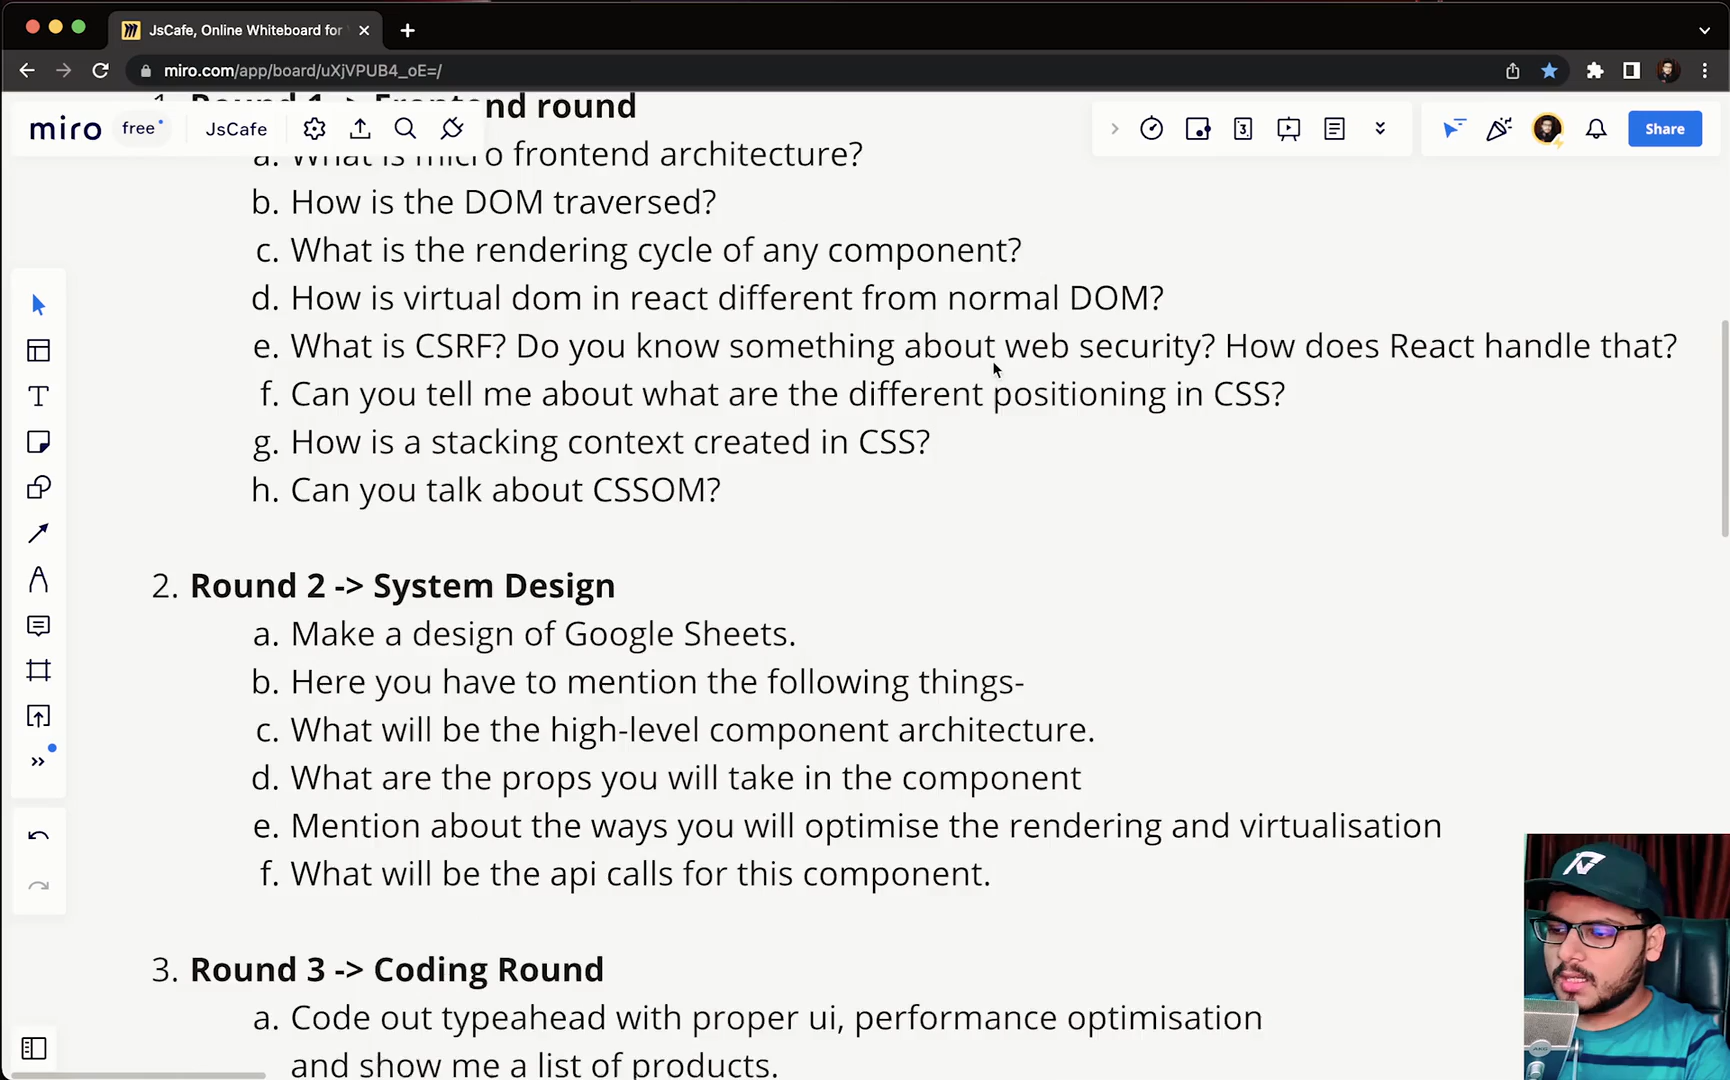 JsCafe, Online Whiteboard for
miro.com/app/board/uXjVPUB4_oE=/
1. Round 1 -> Frontend round
miro free JsCafe
Share
a. What is micro frontend architecture?
b. How is the DOM traversed?
c. What is the rendering cycle of any component?
d. How is virtual dom in react different from normal DOM?
e. What is CSRF? Do you know something about web security? How does React handle that?
f. Can you tell me about what are the different positioning in CSS?
g. How is a stacking context created in CSS?
h. Can you talk about CSSOM?
2. Round 2 -> System Design
a. Make a design of Google Sheets.
b. Here you have to mention the following things-
c. What will be the high-level component architecture.
d. What are the props you will take in the component
e. Mention about the ways you will optimise the rendering and virtualisation
f. What will be the api calls for this component.
3. Round 3 -> Coding Round
a. Code out typeahead with proper ui, performance optimisation
and show me a list of products.